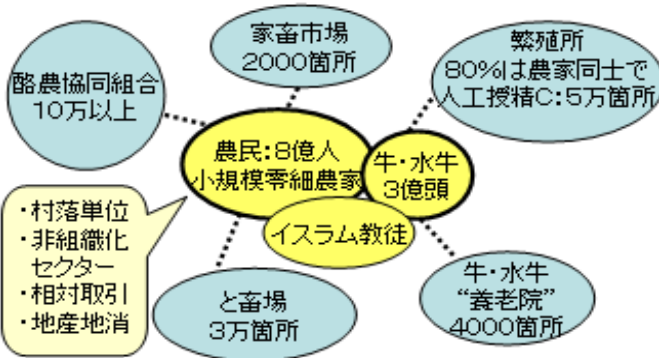 家畜市場
2000箇所
繁殖所
80%は農家同士で
人工授精C:5万箇所
酪農協同組合
10万以上
農民:8億人
小規模零細農家
牛・水牛
3億頭
イスラム教徒
・村落単位
・非組織化
セクター
・相対取引
・地産地消
と畜場
3万箇所
牛・水牛
“養老院”
4000箇所